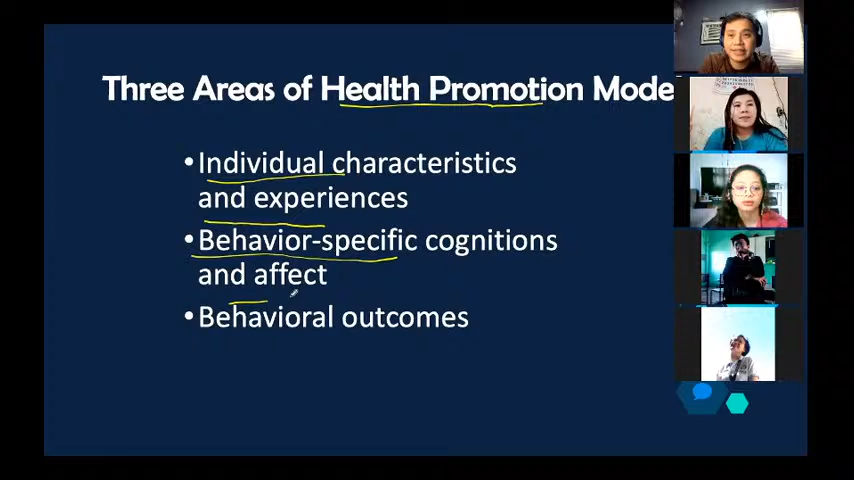 Three Areas of Health Promotion Mode
• Individual characteristics
and experiences
• Behavior-specific cognitions
and affect
• Behavioral outcomes